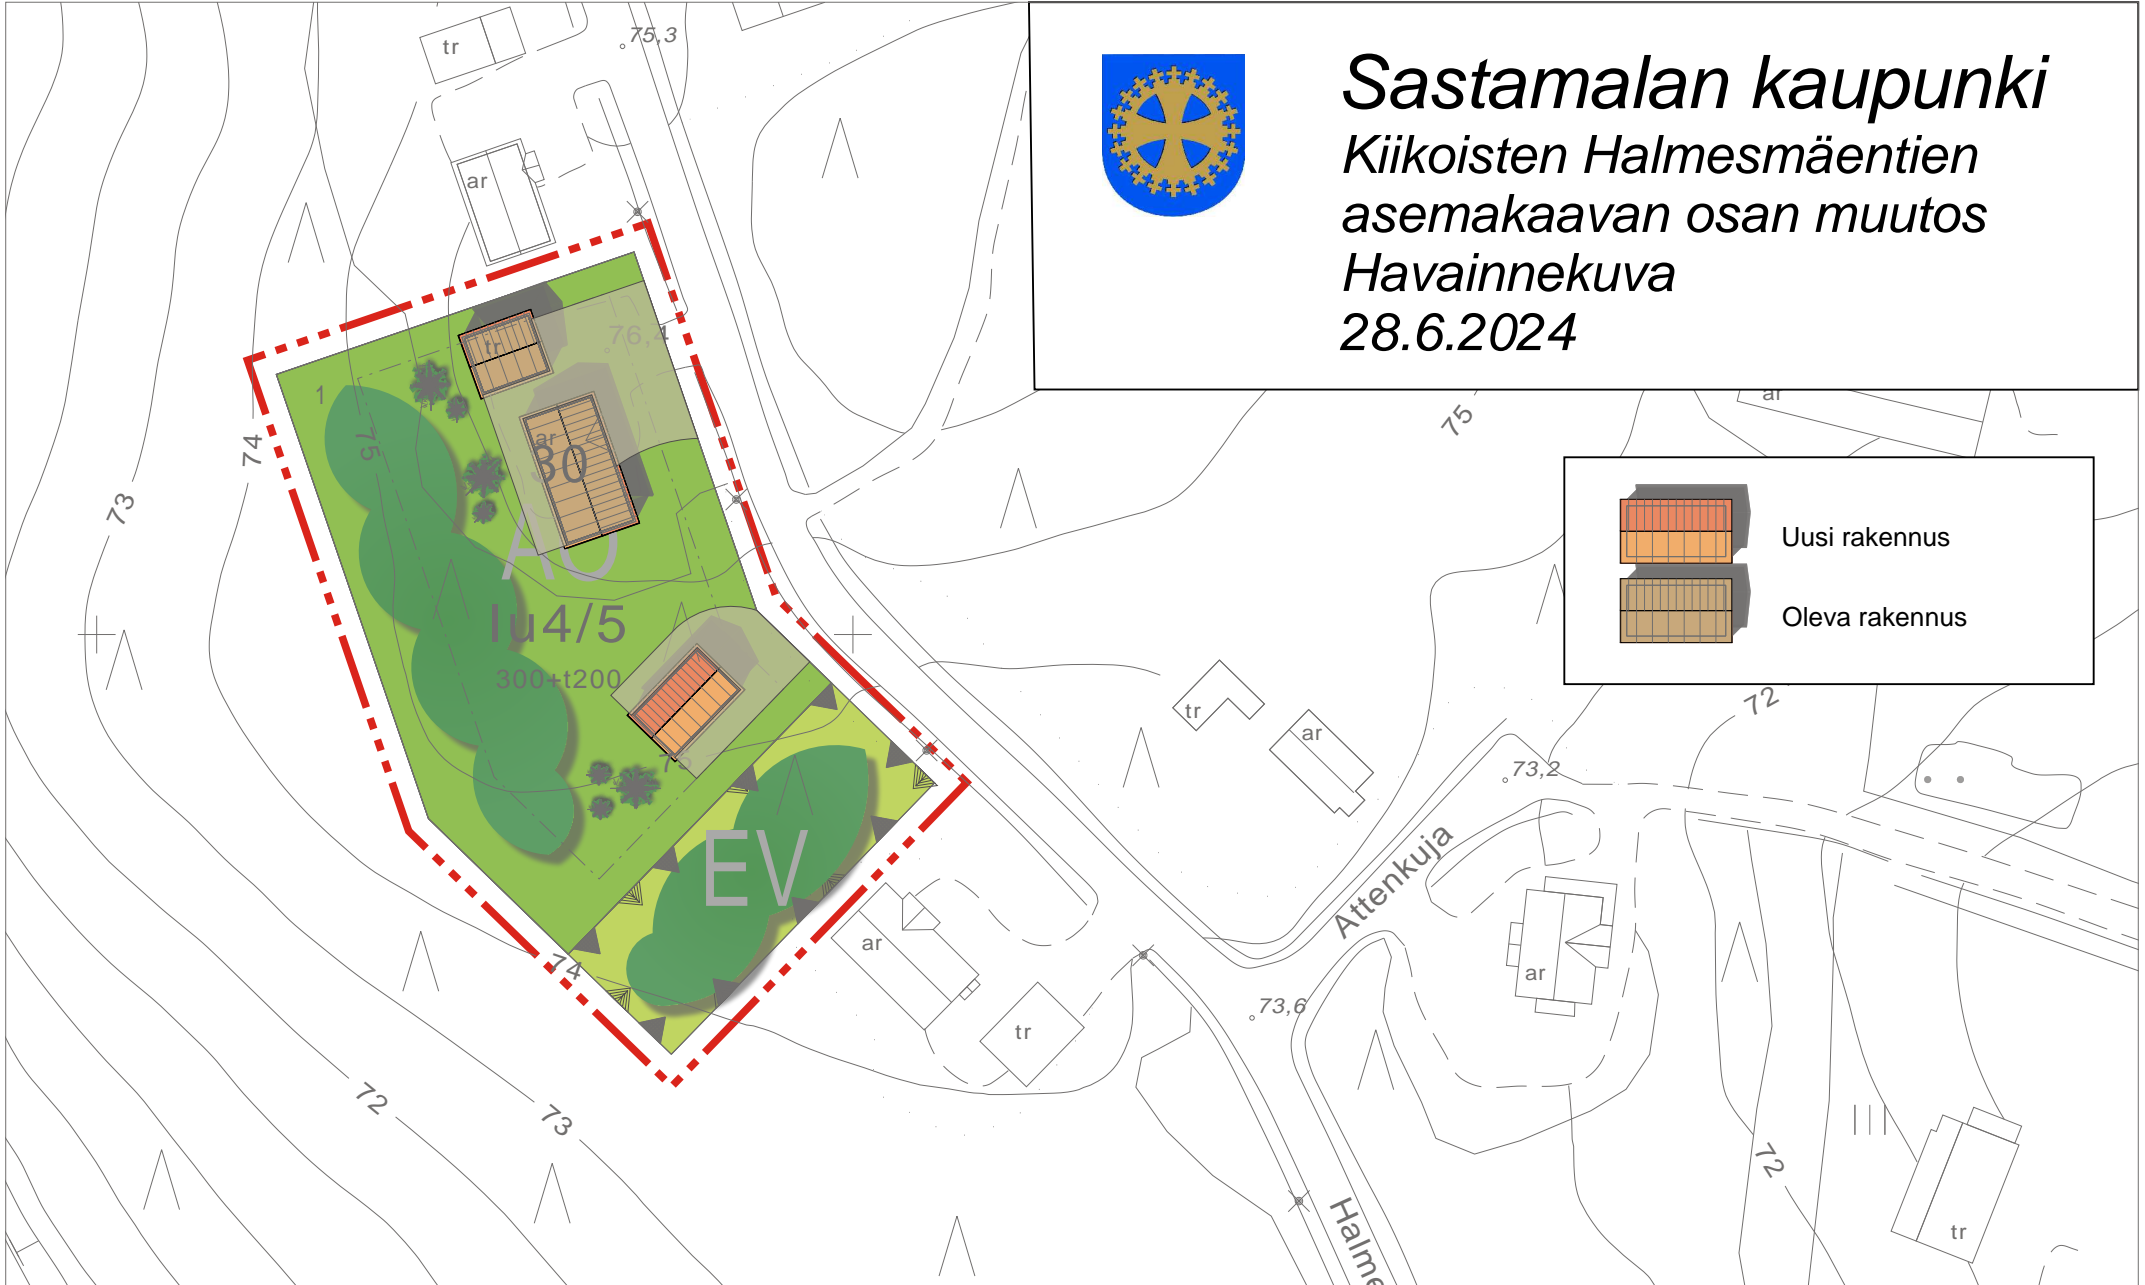 Sastamalan kaupunki
Kiikoisten Halmesmäentien
asemakaavan osan muutos
Havainnekuva
28.6.2024
Uusi rakennus
Oleva rakennus
tr
75,3
ar
76,4
tr
1
75
74
73
ar
30
AO
Iu4/5
300+t200
75
EV
74
72
73
ar
tr
75
ar
72
tr
ar
73,2
Attenkuja
ar
73,6
72
tr
Halme